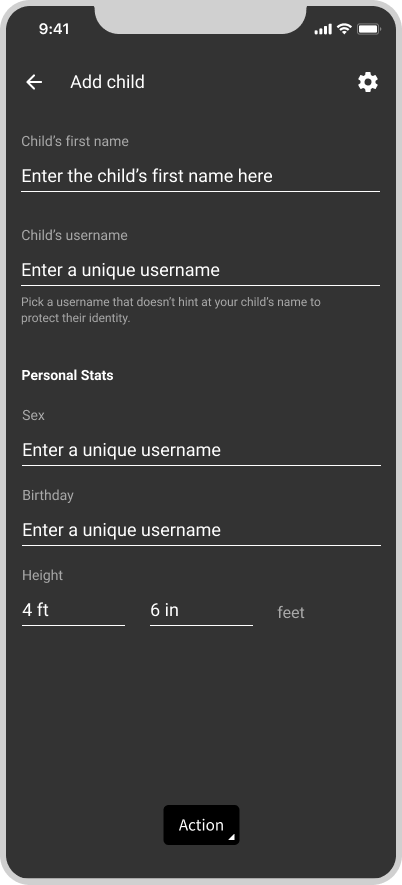 9:41
Add child
Child’s first name
Enter the child’s first name here
Child’s username
Enter a unique username
Pick a username that doesn’t hint at your child’s name to
protect their identity.
Personal Stats
Sex
Enter a unique username
Birthday
Enter a unique username
Height
4 ft 6 in feet
Action